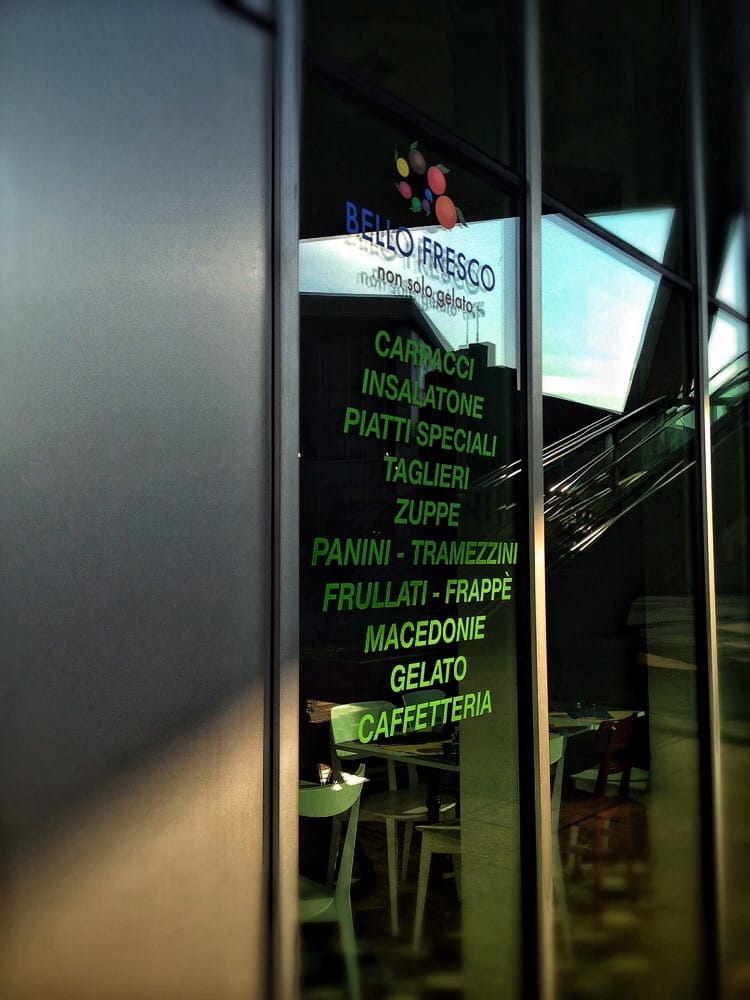 BELLO FRESCO
non solo gelato
CARPACCI
INSALATONE
PIATTI SPECIALI
TAGLIERI
ZUPPE
PANINI - TRAMEZZINI
FRULLATI - FRAPPÈ
MACEDONIE
GELATO
CAFFETTERIA